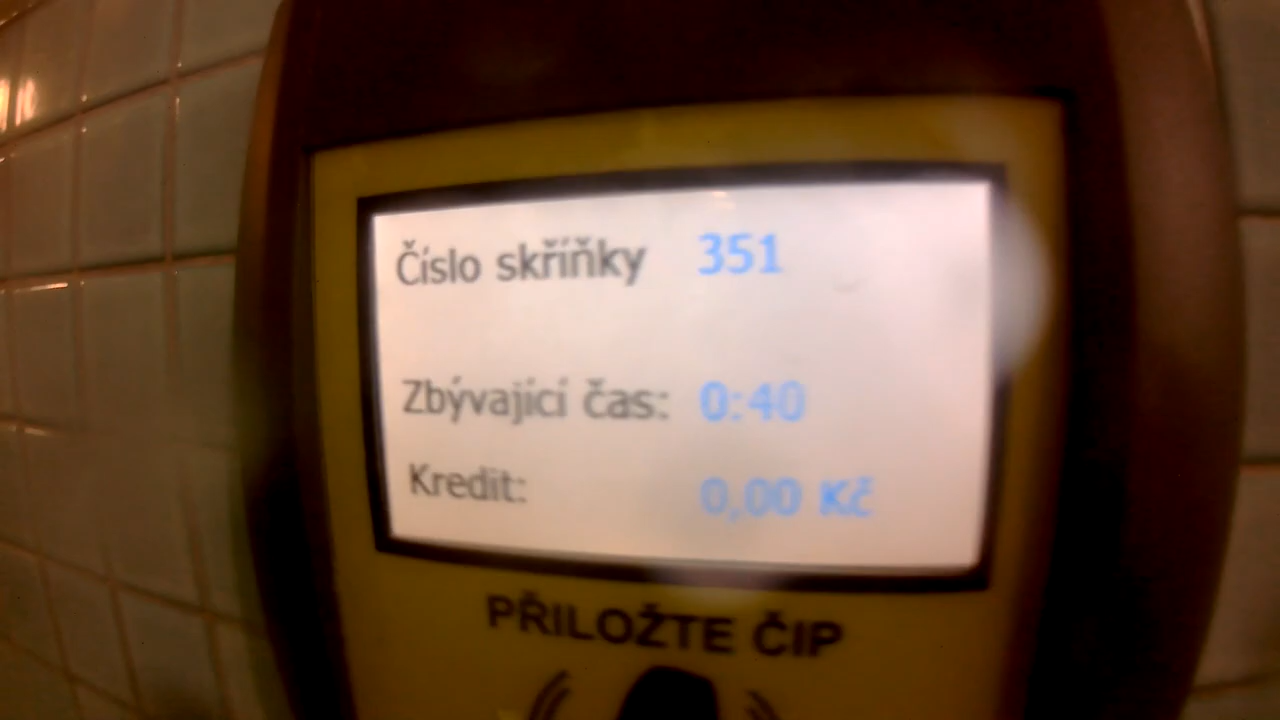 Číslo skříňky 351
Zbývající čas: 0:40
Kredit: 0,00 Kč
PŘILOŽTE ČIP